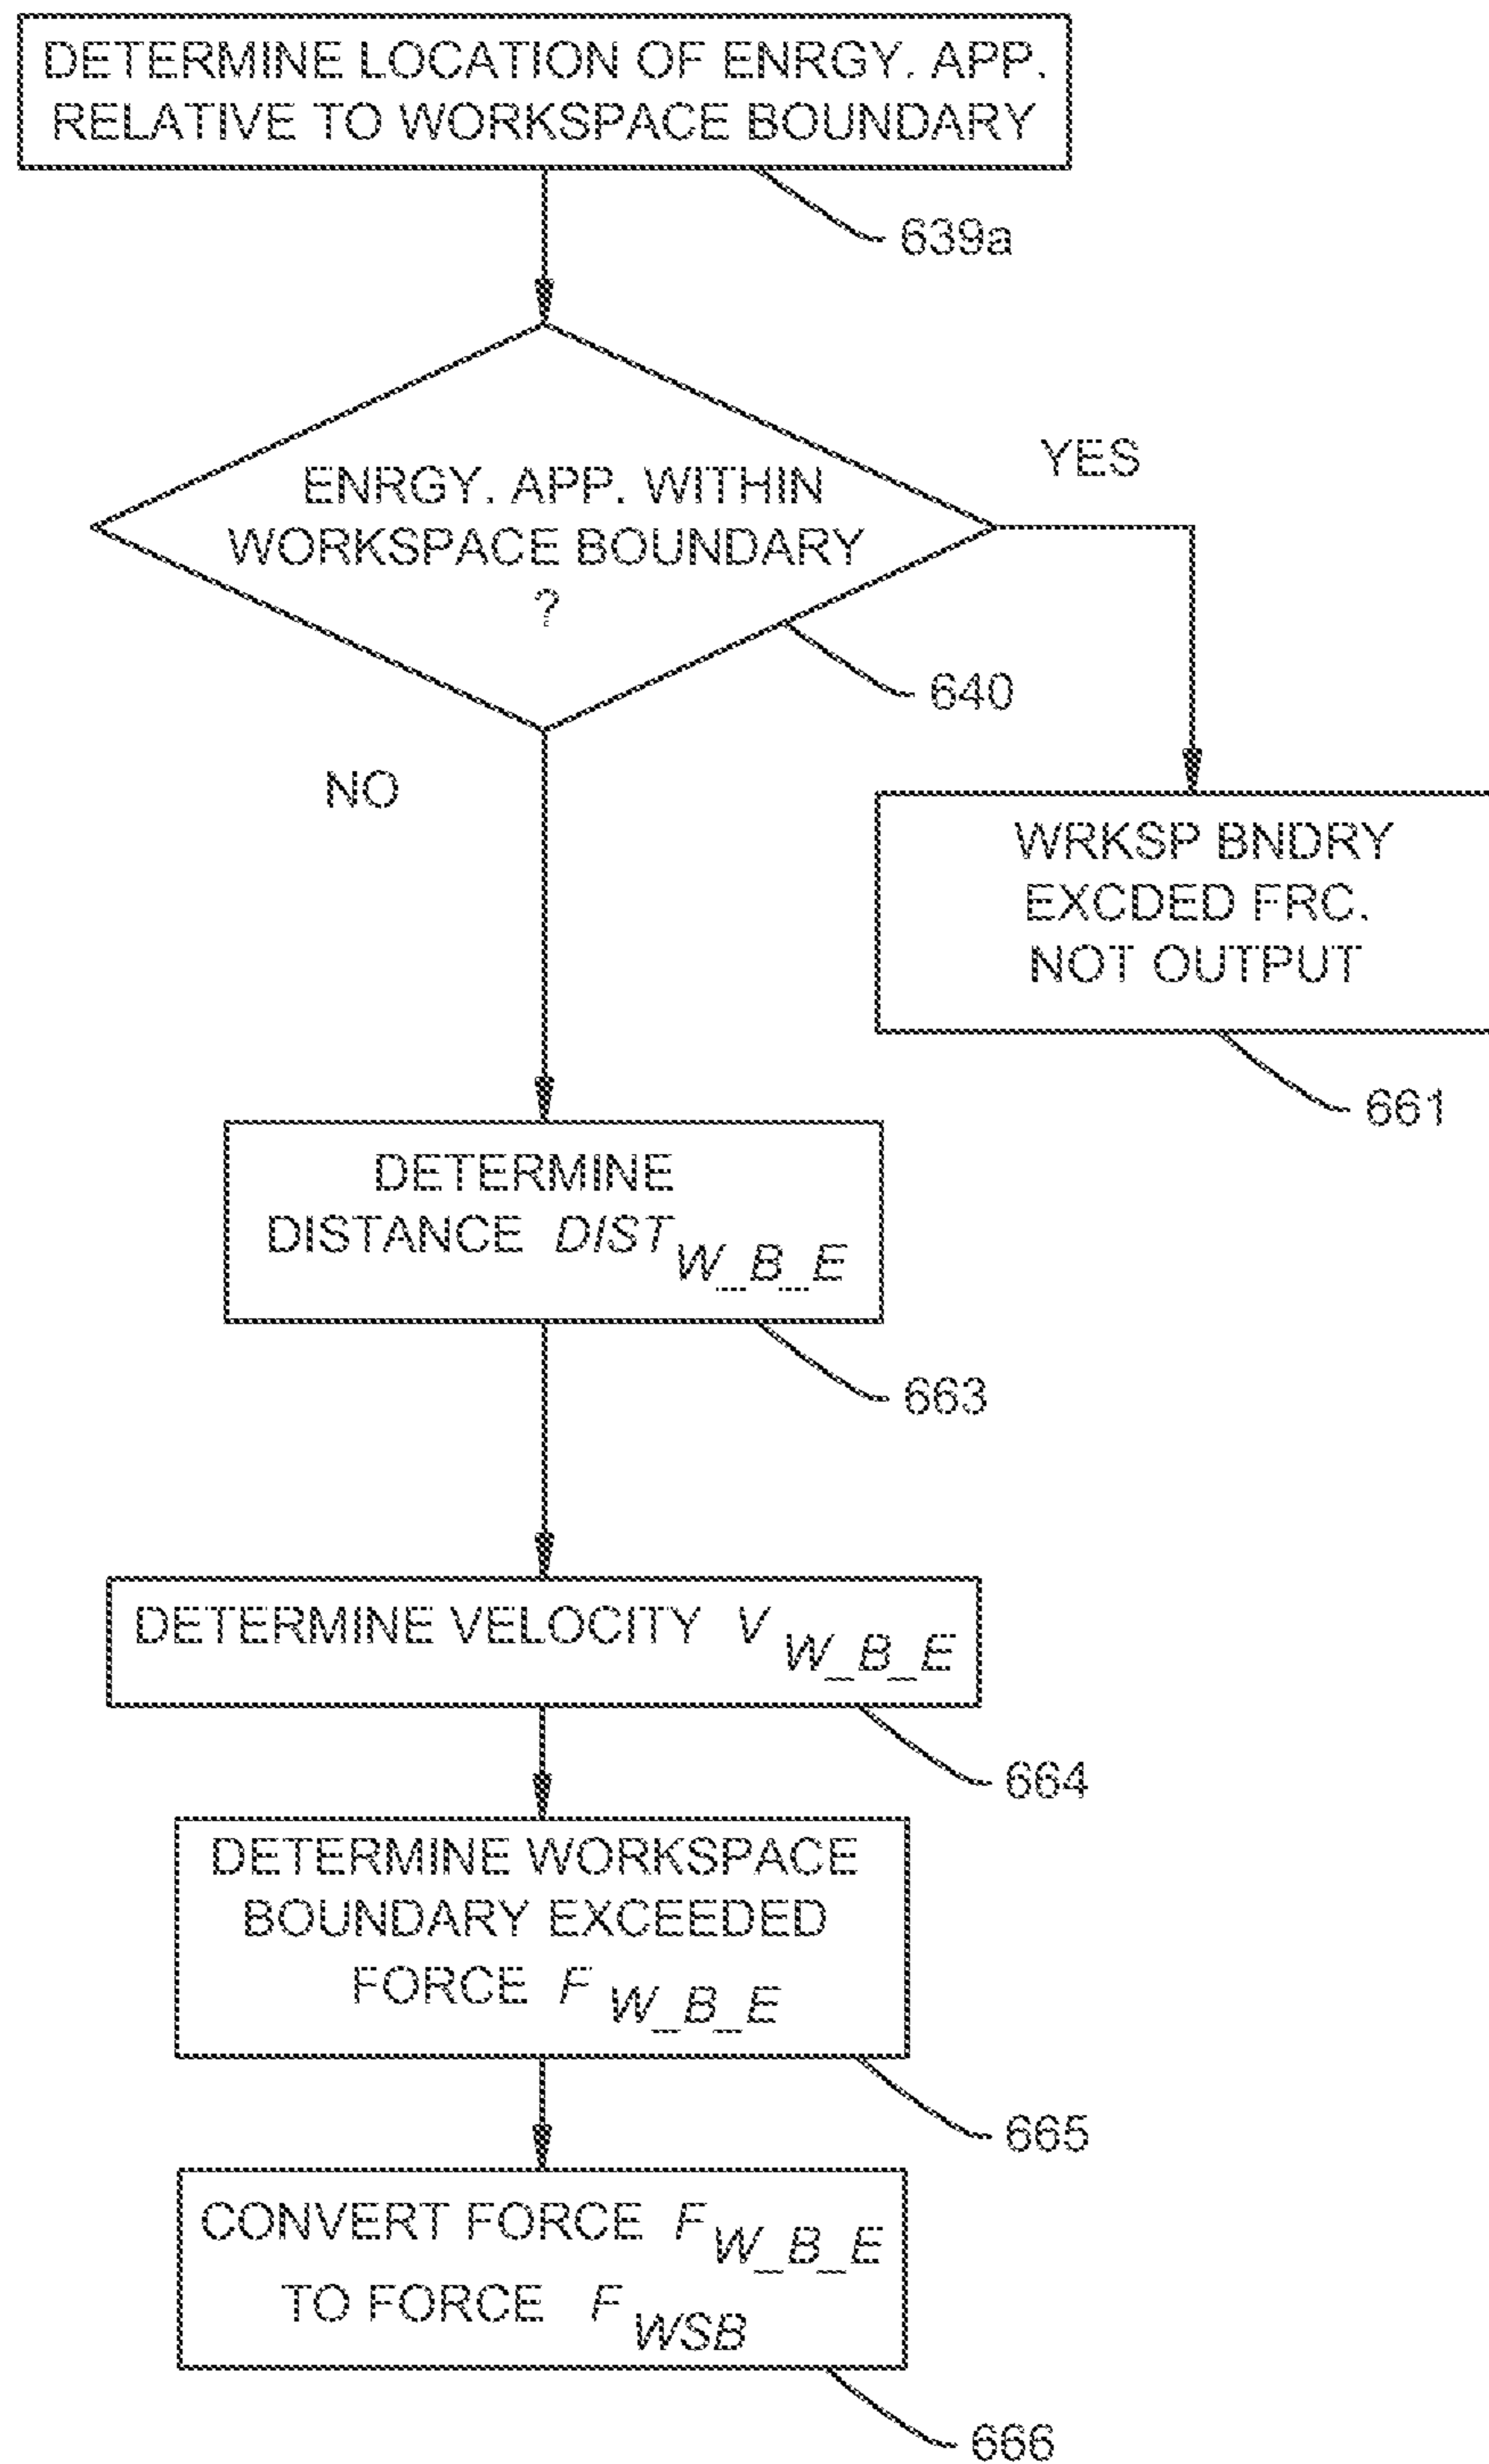 DETERMINE LOCATION OF ENRGY. APP.
RELATIVE TO WORKSPACE BOUNDARY
639a
ENRGY. APP. WITHIN
WORKSPACE BOUNDARY
?
YES
640
NO
WRKSP BNDRY
EXCDED FRC.
NOT OUTPUT
661
DETERMINE
DISTANCE DIST W_B_E
663
DETERMINE VELOCITY V W_B_E
664
DETERMINE WORKSPACE
BOUNDARY EXCEEDED
FORCE F W_B_E
665
CONVERT FORCE F W_B_E
TO FORCE F WSB
666